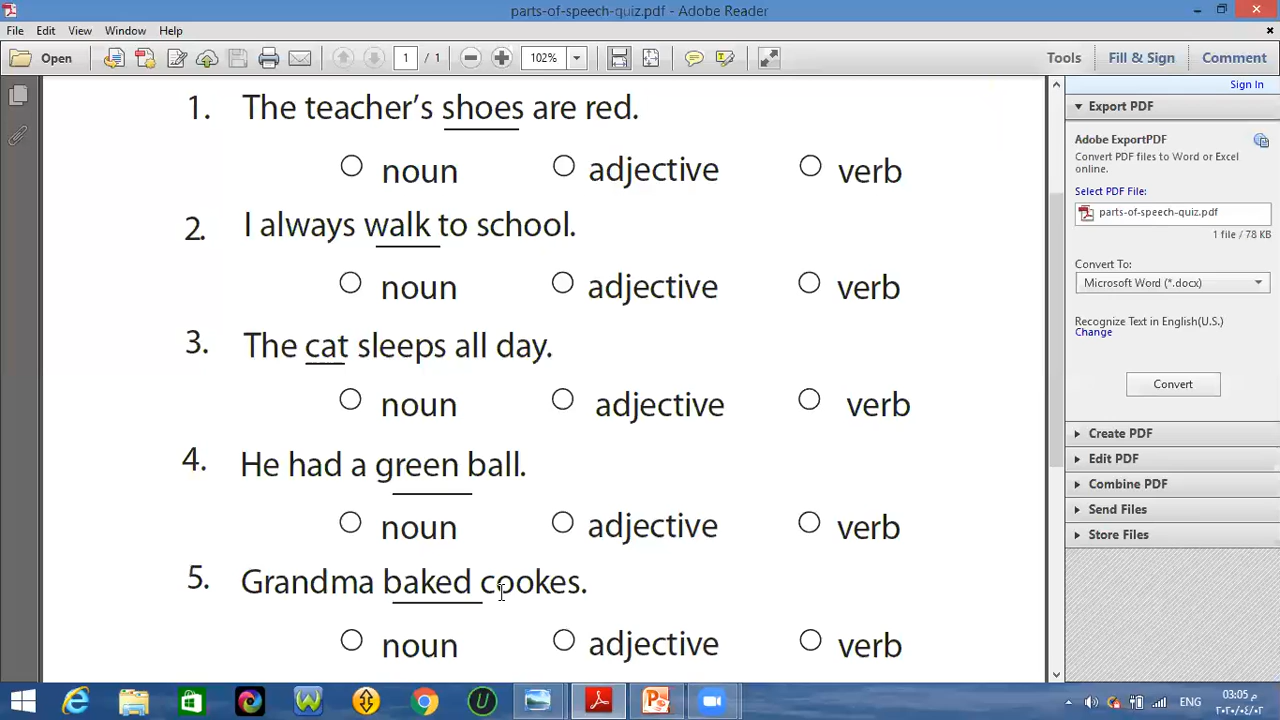 parts-of-speech-quiz.pdf - Adobe Reader
File Edit View Window Help
Open 1 / 1 102% Tools Fill & Sign Comment
Sign In
1. The teacher's shoes are red.
noun adjective verb
2. I always walk to school.
noun adjective verb
3. The cat sleeps all day.
noun adjective verb
4. He had a green ball.
noun adjective verb
5. Grandma baked cookes.
noun adjective verb
Export PDF
Adobe ExportPDF
Convert PDF files to Word or Excel
online.
Select PDF File:
parts-of-speech-quiz.pdf
1 file / 78 KB
Convert To:
Microsoft Word (*.docx)
Recognize Text in English(U.S.)
Change
Convert
Create PDF
Edit PDF
Combine PDF
Send Files
Store Files
ENG
03:05 م
٢٠٢٠/٠٤/٠٢